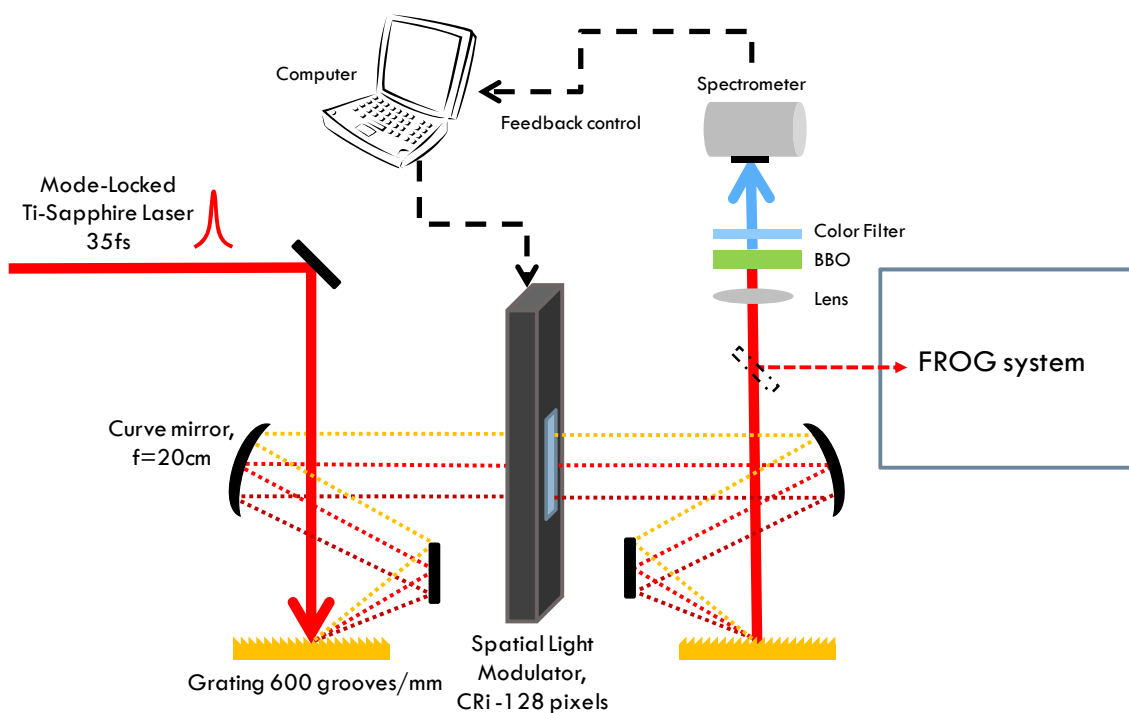 Computer
Spectrometer
Feedback control
Mode-Locked
Ti-Sapphire Laser
35fs
Color Filter
BBO
Lens
FROG system
Curve mirror,
f=20cm
Spatial Light
Modulator,
CRi -128 pixels
Grating 600 grooves/mm